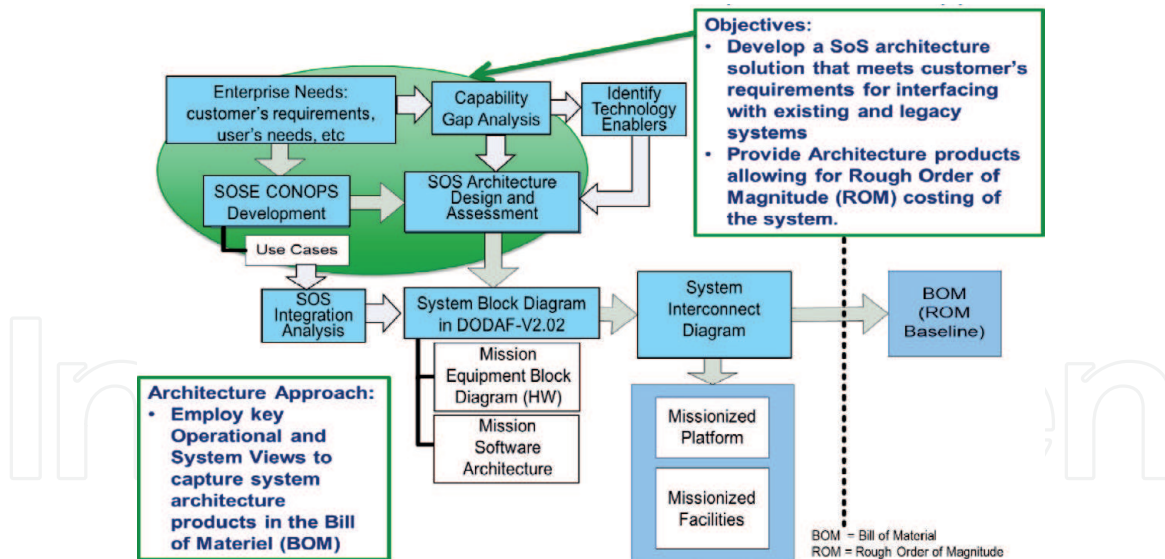 Objectives:
• Develop a SoS architecture
solution that meets customer's
requirements for interfacing
with existing and legacy
systems
• Provide Architecture products
allowing for Rough Order of
Magnitude (ROM) costing of
the system.
Enterprise Needs:
customer's requirements,
user's needs, etc
Capability
Gap Analysis
Identify
Technology
Enablers
SOSE CONOPS
Development
SOS Architecture
Design and
Assessment
Use Cases
SOS
Integration
Analysis
System Block Diagram
in DODAF-V2.02
System
Interconnect
Diagram
BOM
(ROM
Baseline)
Mission
Equipment Block
Diagram (HW)
Mission
Software
Architecture
Missionized
Platform
Missionized
Facilities
Architecture Approach:
• Employ key
Operational and
System Views to
capture system
architecture
products in the Bill
of Materiel (BOM)
BOM = Bill of Material
ROM = Rough Order of Magnitude